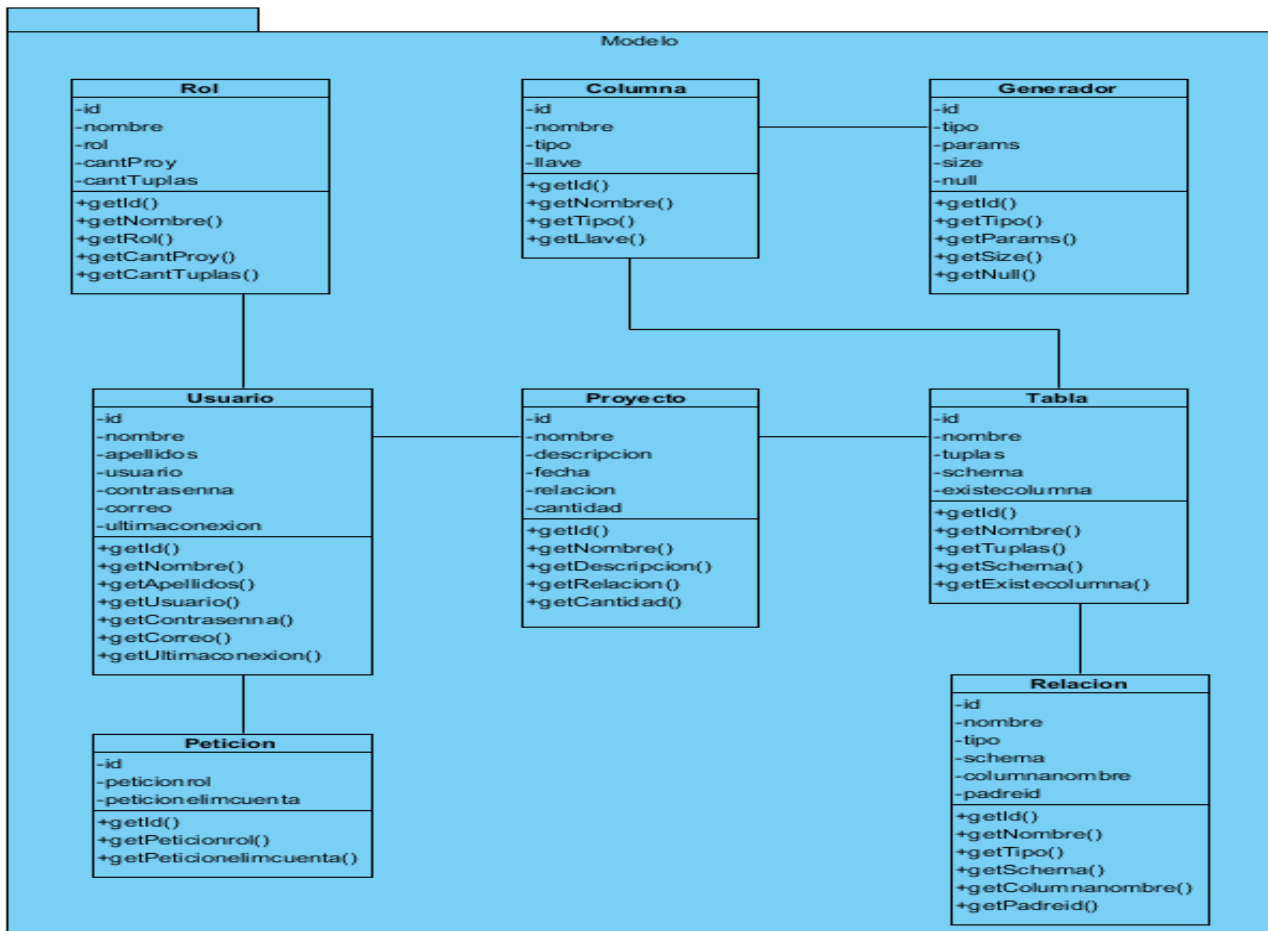 Modelo
Rol
-id
-nombre
-rol
-cantProy
-cantTuplas
+getId()
+getNombre()
+getRol()
+getCantProy()
+getCantTuplas()
Columna
-id
-nombre
-tipo
-llave
+getId()
+getNombre()
+getTipo()
+getLlave()
Generador
-id
-tipo
-params
-size
-null
+getId()
+getTipo()
+getParams()
+getSize()
+getNull()
Usuario
-id
-nombre
-apellidos
-usuario
-contrasenna
-correo
-ultimaconexion
+getId()
+getNombre()
+getApellidos()
+getUsuario()
+getContrasenna()
+getCorreo()
+getUltimaconexion()
Proyecto
-id
-nombre
-descripcion
-fecha
-relacion
-cantidad
+getId()
+getNombre()
+getDescripcion()
+getRelacion()
+getCantidad()
Tabla
-id
-nombre
-tuplas
-schema
-existecolumna
+getId()
+getNombre()
+getTuplas()
+getSchema()
+getExistecolumna()
Peticion
-id
-peticionrol
-peticionelimcuenta
+getId()
+getPeticionrol()
+getPeticionelimcuenta()
Relacion
-id
-nombre
-tipo
-schema
-columnanombre
-padreid
+getId()
+getNombre()
+getTipo()
+getSchema()
+getColumnanombre()
+getPadreid()